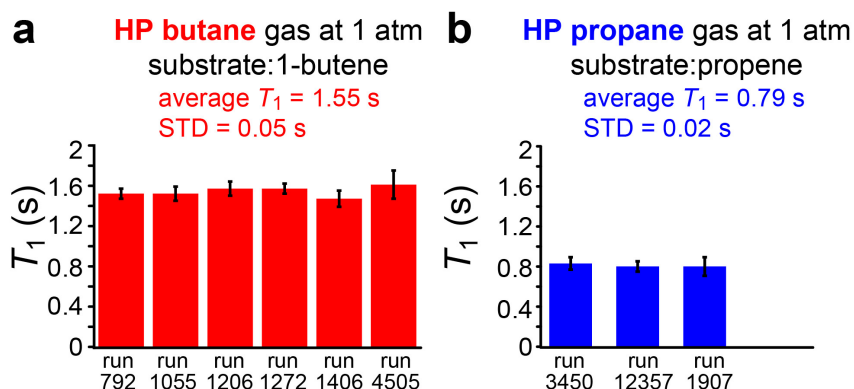 a
HP butane gas at 1 atm
substrate:1-butene
average T1 = 1.55 s
STD = 0.05 s
T1 (s)
2
1.6
1.2
0.8
0.4
0
run 792
run 1055
run 1206
run 1272
run 1406
run 4505
b
HP propane gas at 1 atm
substrate:propene
average T1 = 0.79 s
STD = 0.02 s
T1 (s)
2
1.6
1.2
0.8
0.4
0
run 3450
run 12357
run 1907